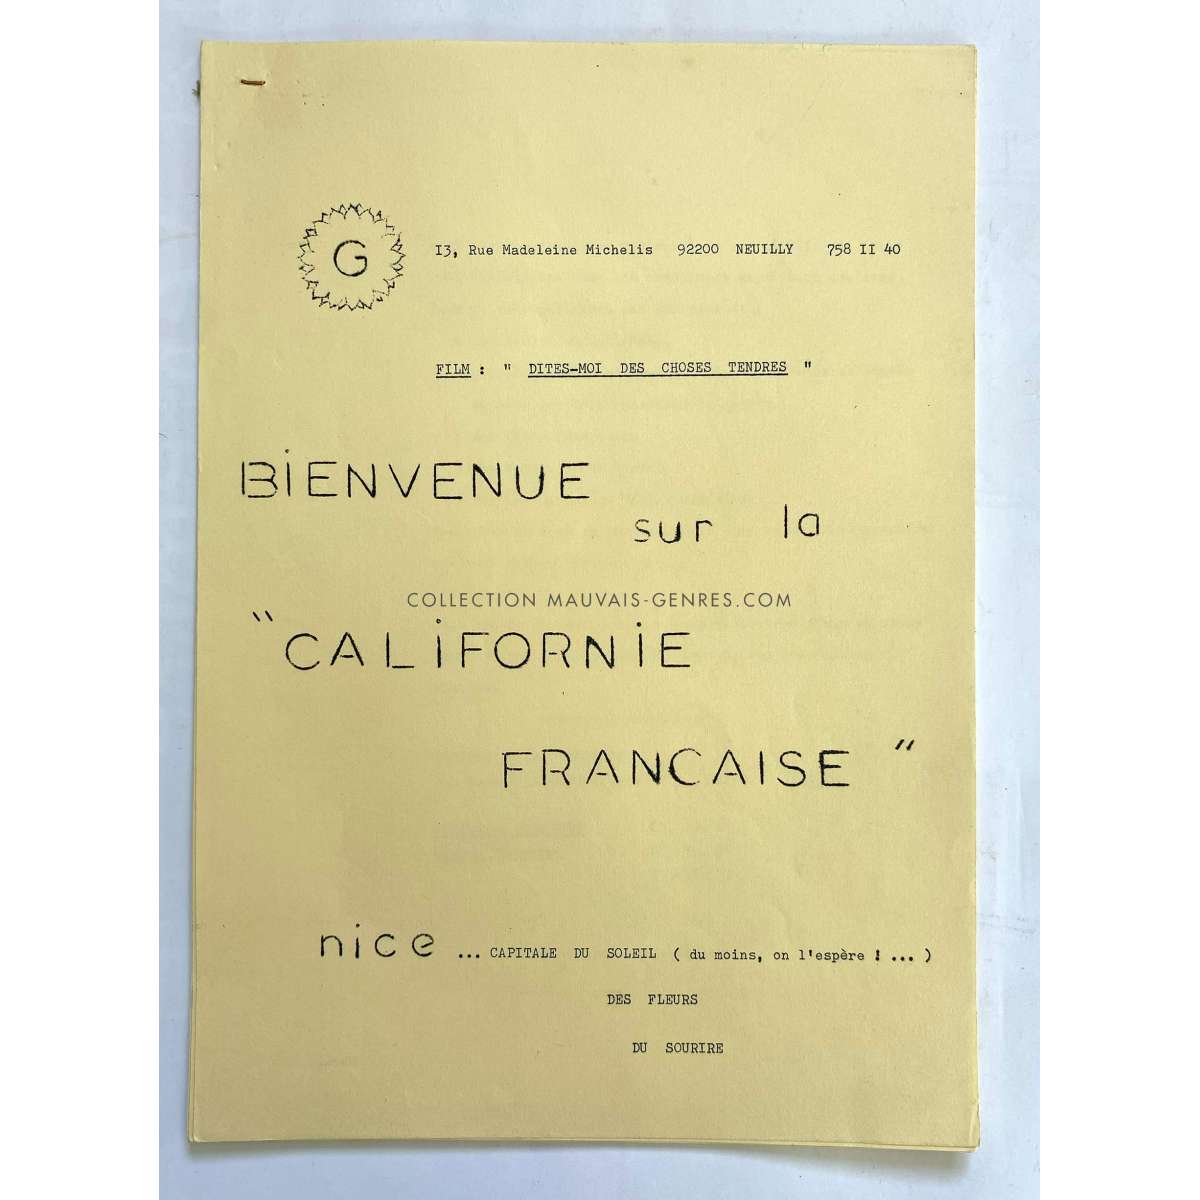 G
I3, Rue Madeleine Michelis 92200 NEUILLY 758 II 40
FILM : " DITES-MOI DES CHOSES TENDRES "
BiENVENUE
sur la
COLLECTION MAUVAIS-GENRES.COM
"CALiFORNiE
FRANCAISE"
nice ... CAPITALE DU SOLEIL ( du moins, on l'espère ! ... )
DES FLEURS
DU SOURIRE